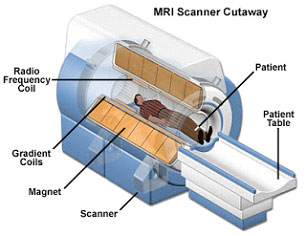 MRI Scanner Cutaway
Radio
Frequency
Coil
Patient
Patient
Table
Gradient
Coils
Magnet
Scanner